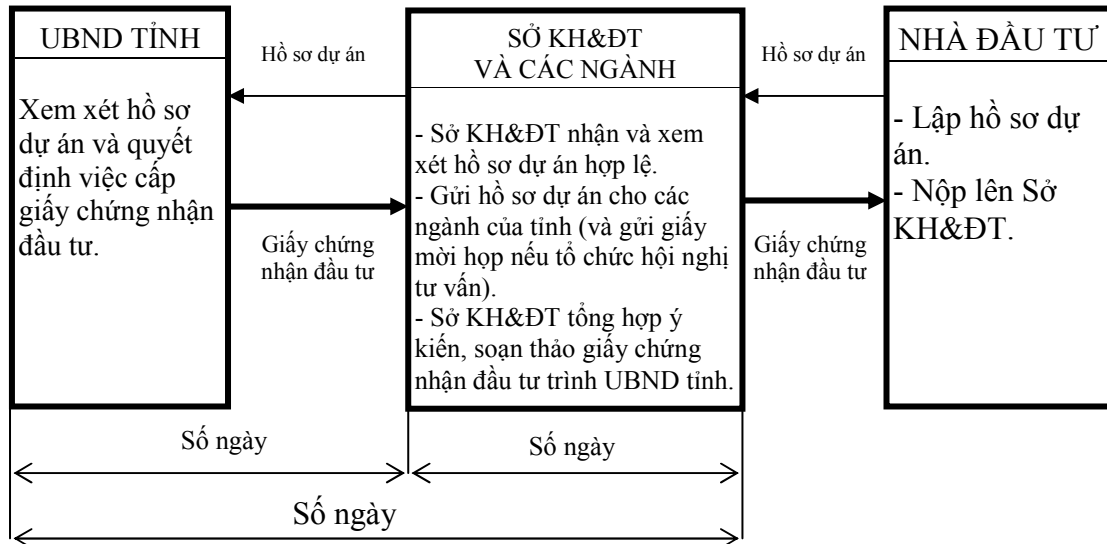 UBND TỈNH
Xem xét hồ sơ
dự án và quyết
định việc cấp
giấy chứng nhận
đầu tư.
Hồ sơ dự án
Giấy chứng
nhận đầu tư
SỞ KH&ĐT
VÀ CÁC NGÀNH
- Sở KH&ĐT nhận và xem
xét hồ sơ dự án hợp lệ.
- Gửi hồ sơ dự án cho các
ngành của tỉnh (và gửi giấy
mời họp nếu tổ chức hội nghị
tư vấn).
- Sở KH&ĐT tổng hợp ý
kiến, soạn thảo giấy chứng
nhận đầu tư trình UBND tỉnh.
Hồ sơ dự án
Giấy chứng
nhận đầu tư
NHÀ ĐẦU TƯ
- Lập hồ sơ dự
án.
- Nộp lên Sở
KH&ĐT.
Số ngày
Số ngày
Số ngày